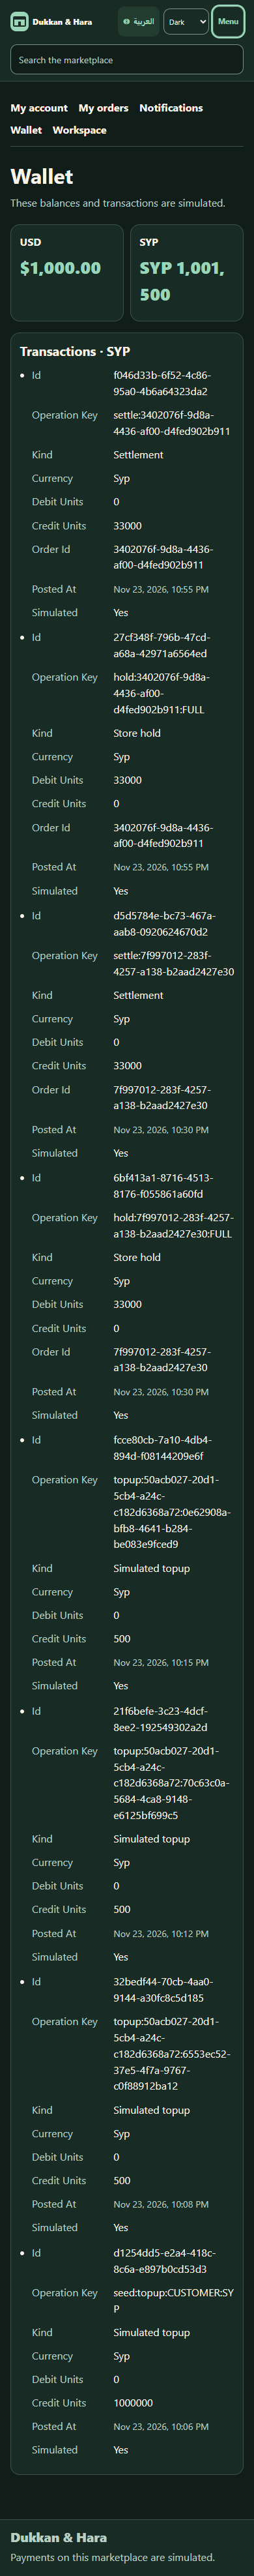 Dukkan & Hara
العربية
Dark
Menu
Search the marketplace
My account My orders Notifications
Wallet Workspace
Wallet
These balances and transactions are simulated.
USD
$1,000.00
SYP
SYP 1,001,
500
Transactions · SYP
Id f046d33b-6f52-4c86-
95a0-4b6a64323da2
Operation Key settle:3402076f-9d8a-
4436-af00-d4fed902b911
Kind Settlement
Currency Syp
Debit Units 0
Credit Units 33000
Order Id 3402076f-9d8a-4436-
af00-d4fed902b911
Posted At Nov 23, 2026, 10:55 PM
Simulated Yes
Id 27cf348f-796b-47cd-
a68a-42971a6564ed
Operation Key hold:3402076f-9d8a-
4436-af00-
d4fed902b911:FULL
Kind Store hold
Currency Syp
Debit Units 33000
Credit Units 0
Order Id 3402076f-9d8a-4436-
af00-d4fed902b911
Posted At Nov 23, 2026, 10:55 PM
Simulated Yes
Id d5d5784e-bc73-467a-
aab8-0920624670d2
Operation Key settle:7f997012-283f-
4257-a138-b2aad2427e30
Kind Settlement
Currency Syp
Debit Units 0
Credit Units 33000
Order Id 7f997012-283f-4257-
a138-b2aad2427e30
Posted At Nov 23, 2026, 10:30 PM
Simulated Yes
Id 6bf413a1-8716-4513-
8176-f055861a60fd
Operation Key hold:7f997012-283f-4257-
a138-b2aad2427e30:FULL
Kind Store hold
Currency Syp
Debit Units 33000
Credit Units 0
Order Id 7f997012-283f-4257-
a138-b2aad2427e30
Posted At Nov 23, 2026, 10:30 PM
Simulated Yes
Id fcce80cb-7a10-4db4-
894d-f08144209e6f
Operation Key topup:50acb027-20d1-
5cb4-a24c-
c182d6368a72:0e62908a-
bfb8-4641-b284-
be083e9fced9
Kind Simulated topup
Currency Syp
Debit Units 0
Credit Units 500
Posted At Nov 23, 2026, 10:15 PM
Simulated Yes
Id 21f6befe-3c23-4dcf-
8ee2-192549302a2d
Operation Key topup:50acb027-20d1-
5cb4-a24c-
c182d6368a72:70c63c0a-
5684-4ca8-9148-
e6125bf699c5
Kind Simulated topup
Currency Syp
Debit Units 0
Credit Units 500
Posted At Nov 23, 2026, 10:12 PM
Simulated Yes
Id 32bedf44-70cb-4aa0-
9144-a30fc8c5d185
Operation Key topup:50acb027-20d1-
5cb4-a24c-
c182d6368a72:6553ec52-
37e5-4f7a-9767-
c0f88912ba12
Kind Simulated topup
Currency Syp
Debit Units 0
Credit Units 500
Posted At Nov 23, 2026, 10:08 PM
Simulated Yes
Id d1254dd5-e2a4-418c-
8c6a-e897b0cd53d3
Operation Key seed:topup:CUSTOMER:SY
P
Kind Simulated topup
Currency Syp
Debit Units 0
Credit Units 1000000
Posted At Nov 23, 2026, 10:06 PM
Simulated Yes
Dukkan & Hara
Payments on this marketplace are simulated.